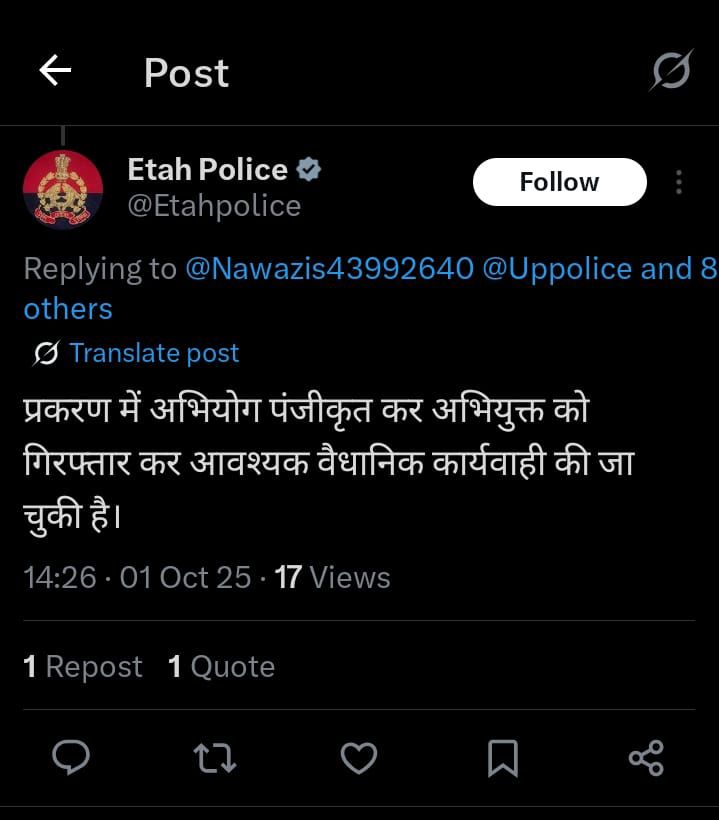 Post
Etah Police
@Etahpolice
Follow
Replying to @Nawazis43992640 @Uppolice and 8
others
Translate post
प्रकरण में अभियोग पंजीकृत कर अभियुक्त को
गिरफ्तार कर आवश्यक वैधानिक कार्यवाही की जा
चुकी है।
14:26 · 01 Oct 25 · 17 Views
1 Repost 1 Quote